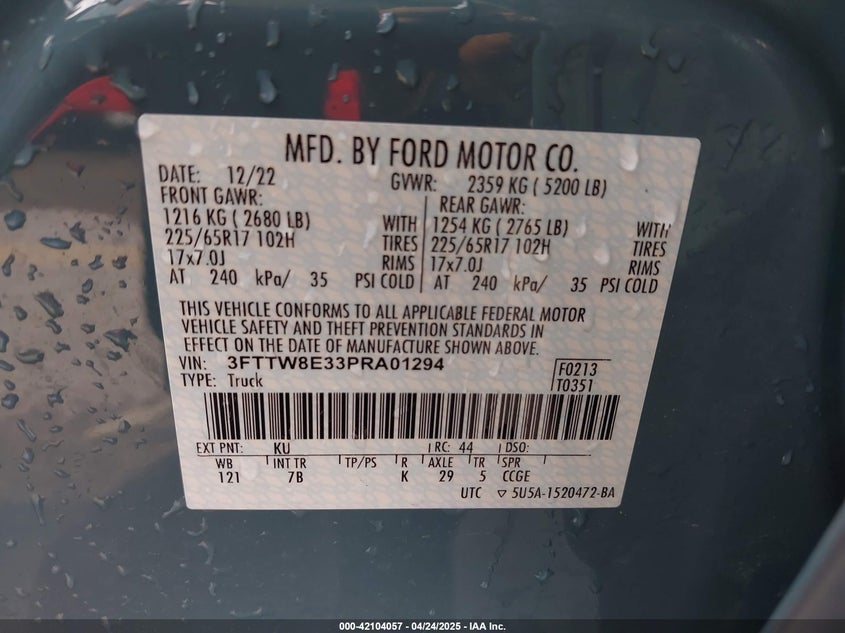 MFD. BY FORD MOTOR CO.
DATE: 12/22 GVWR: 2359 KG ( 5200 LB)
FRONT GAWR: REAR GAWR:
1216 KG ( 2680 LB) WITH 1254 KG ( 2765 LB) WITH
225/65R17 102H TIRES 225/65R17 102H TIRES
17x7.0J RIMS 17x7.0J RIMS
AT 240 kPa/ 35 PSI COLD AT 240 kPa/ 35 PSI COLD
THIS VEHICLE CONFORMS TO ALL APPLICABLE FEDERAL MOTOR
VEHICLE SAFETY AND THEFT PREVENTION STANDARDS IN
EFFECT ON THE DATE OF MANUFACTURE SHOWN ABOVE.
VIN: 3FTTW8E33PRA01294 F0213
TYPE: Truck T0351
EXT PNT: KU RC: 44 DSO:
WB INT TR TP/PS R AXLE TR SPR
121 7B K 29 5 CCGE
UTC ▽ 5U5A-1520472-BA
000-42104057 - 04/24/2025 - IAA Inc.